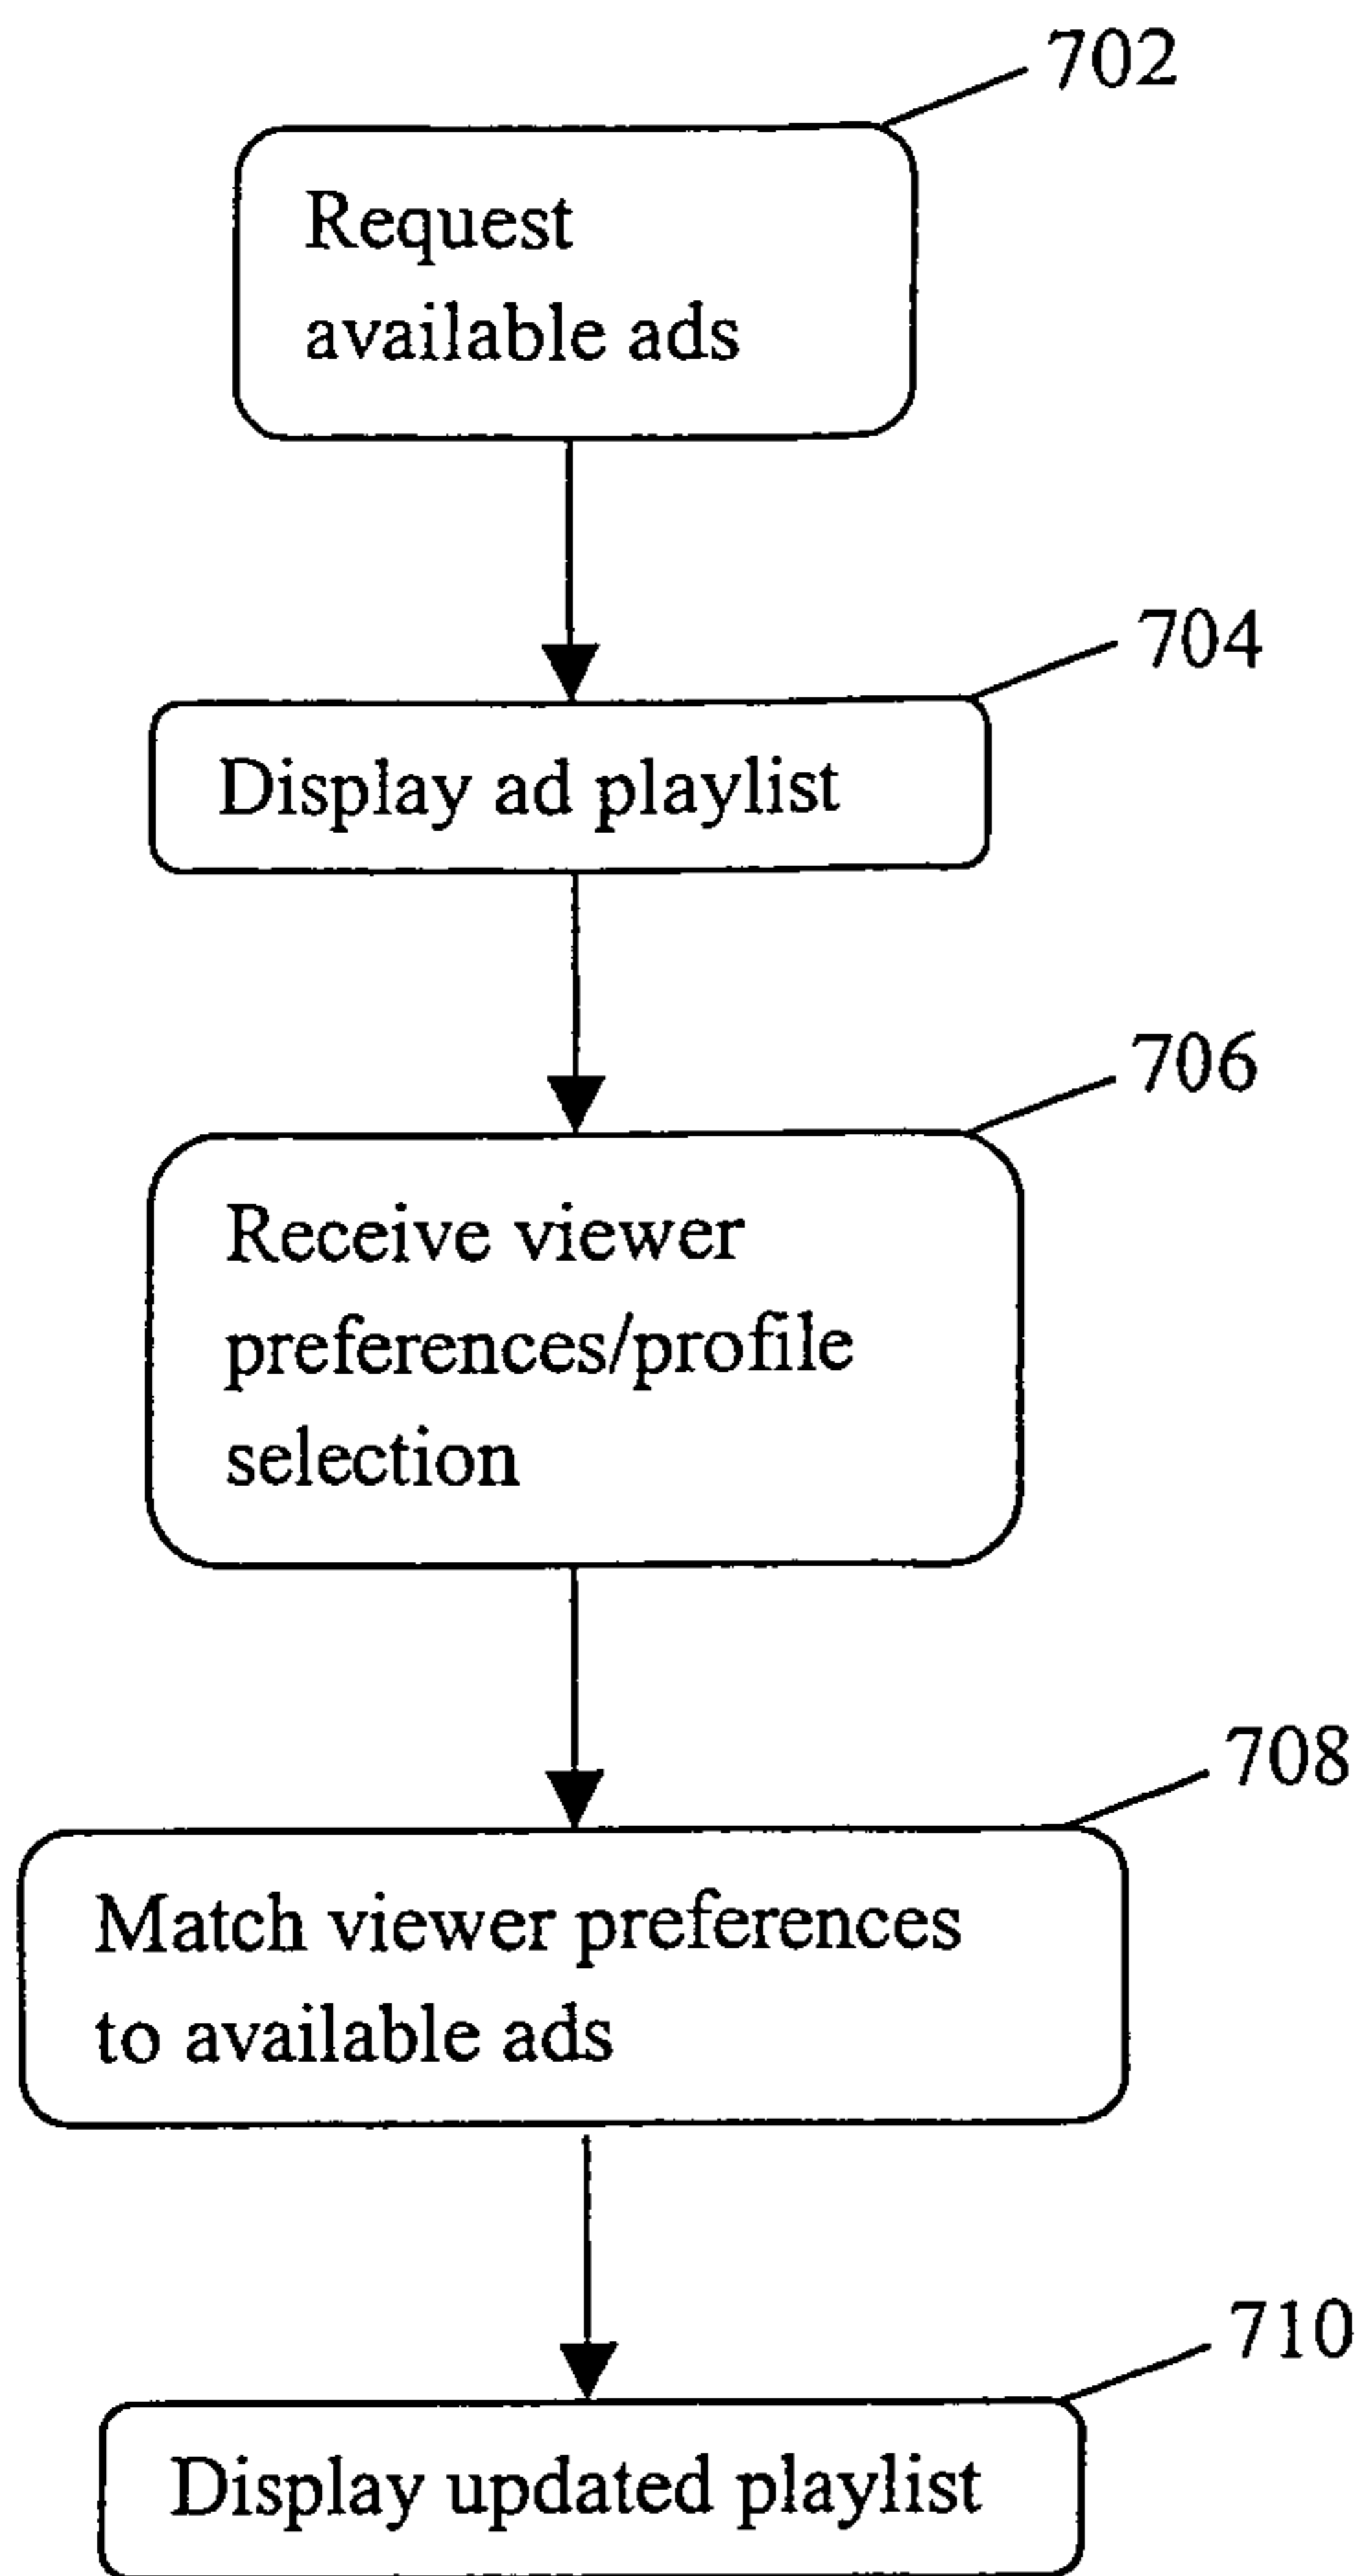 702
Request
available ads
704
Display ad playlist
706
Receive viewer
preferences/profile
selection
708
Match viewer preferences
to available ads
710
Display updated playlist